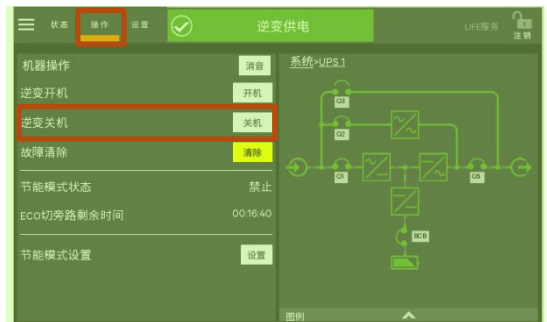 状态 操作 设置 逆变供电 LiFE服务 注销
机器操作 消音
逆变开机 开机
逆变关机 关机
故障清除 清除
节能模式状态 禁止
ECO切旁路剩余时间 00:16:40
节能模式设置 设置
系统>UPS 1
Q3
Q2
Q1
Q5
BCB
图例